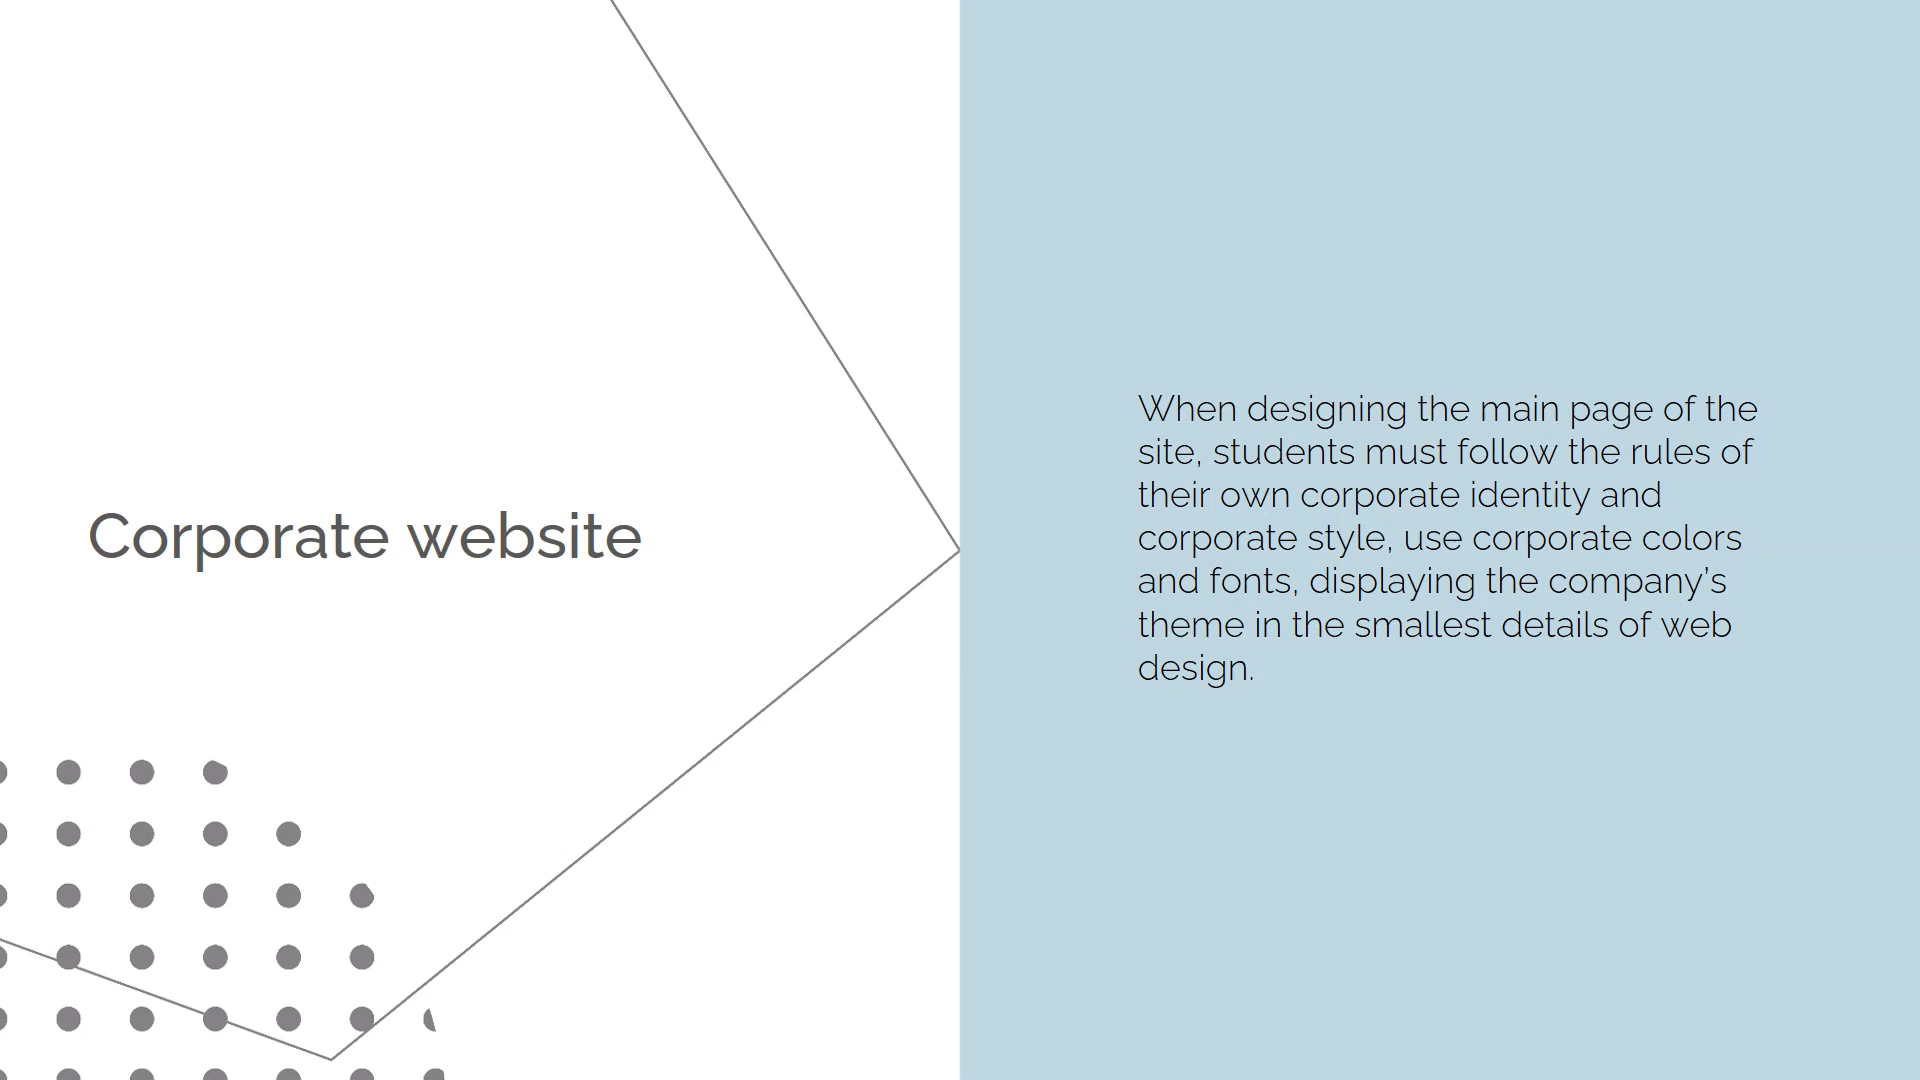 Corporate website
When designing the main page of the
site, students must follow the rules of
their own corporate identity and
corporate style, use corporate colors
and fonts, displaying the company’s
theme in the smallest details of web
design.